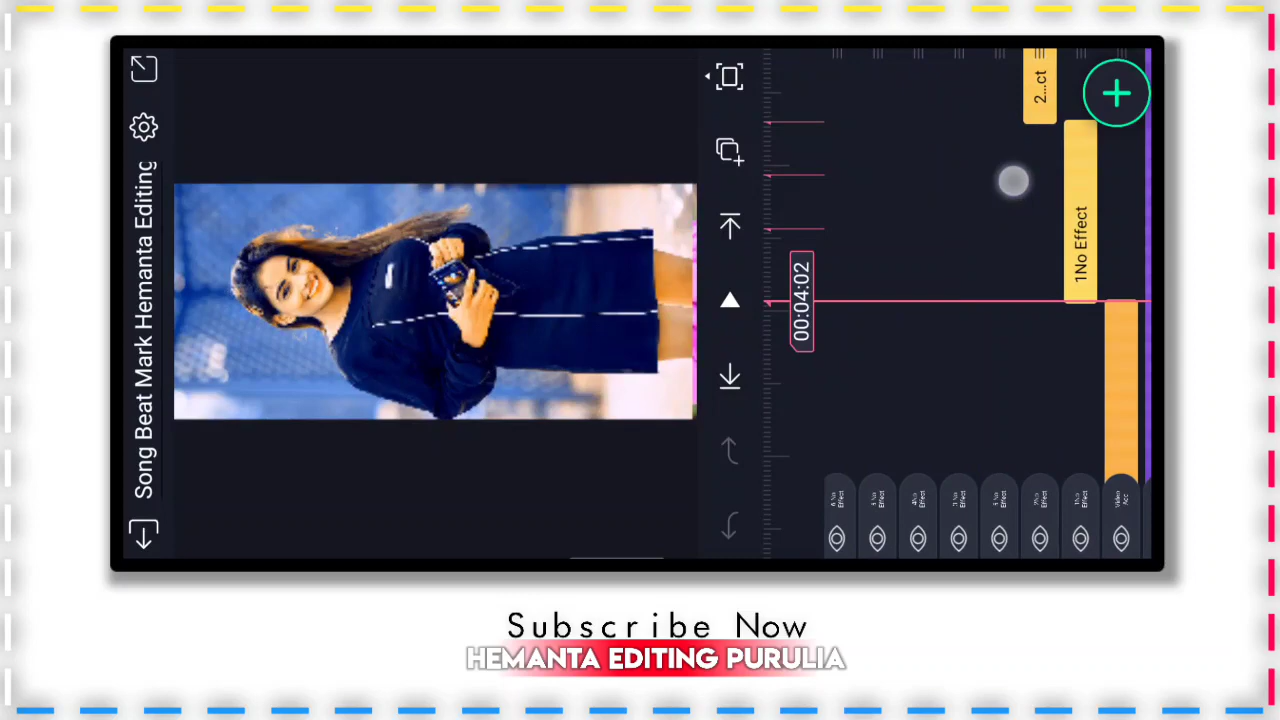 Song Beat Mark Hemanta Editing
00:04:02
2...ct
1No Effect
Subscribe Now
HEMANTA EDITING PURULIA